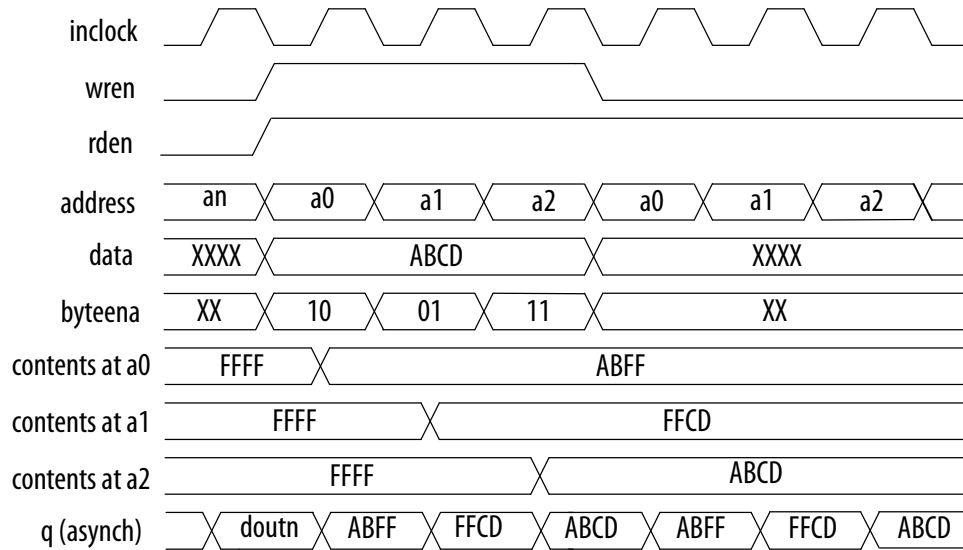 inclock
wren
rden
address an a0 a1 a2 a0 a1 a2
data XXXX ABCD XXXX
byteena XX 10 01 11 XX
contents at a0 FFFF ABFF
contents at a1 FFFF FFCD
contents at a2 FFFF ABCD
q (asynch) doutn ABFF FFCD ABCD ABFF FFCD ABCD